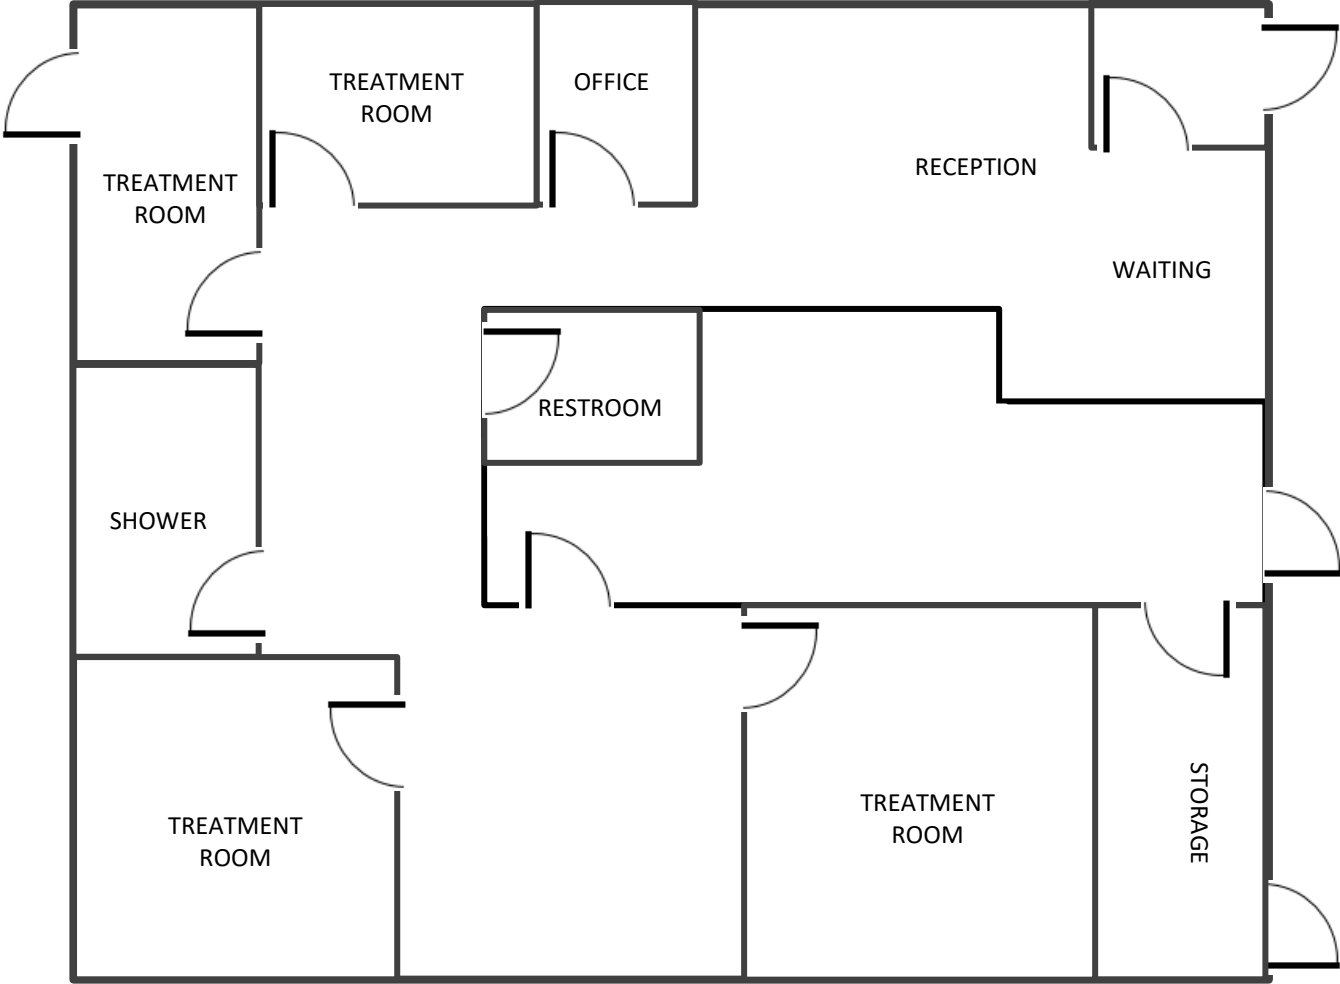 TREATMENT
ROOM
OFFICE
RECEPTION
TREATMENT
ROOM
WAITING
RESTROOM
SHOWER
TREATMENT
ROOM
TREATMENT
ROOM
STORAGE